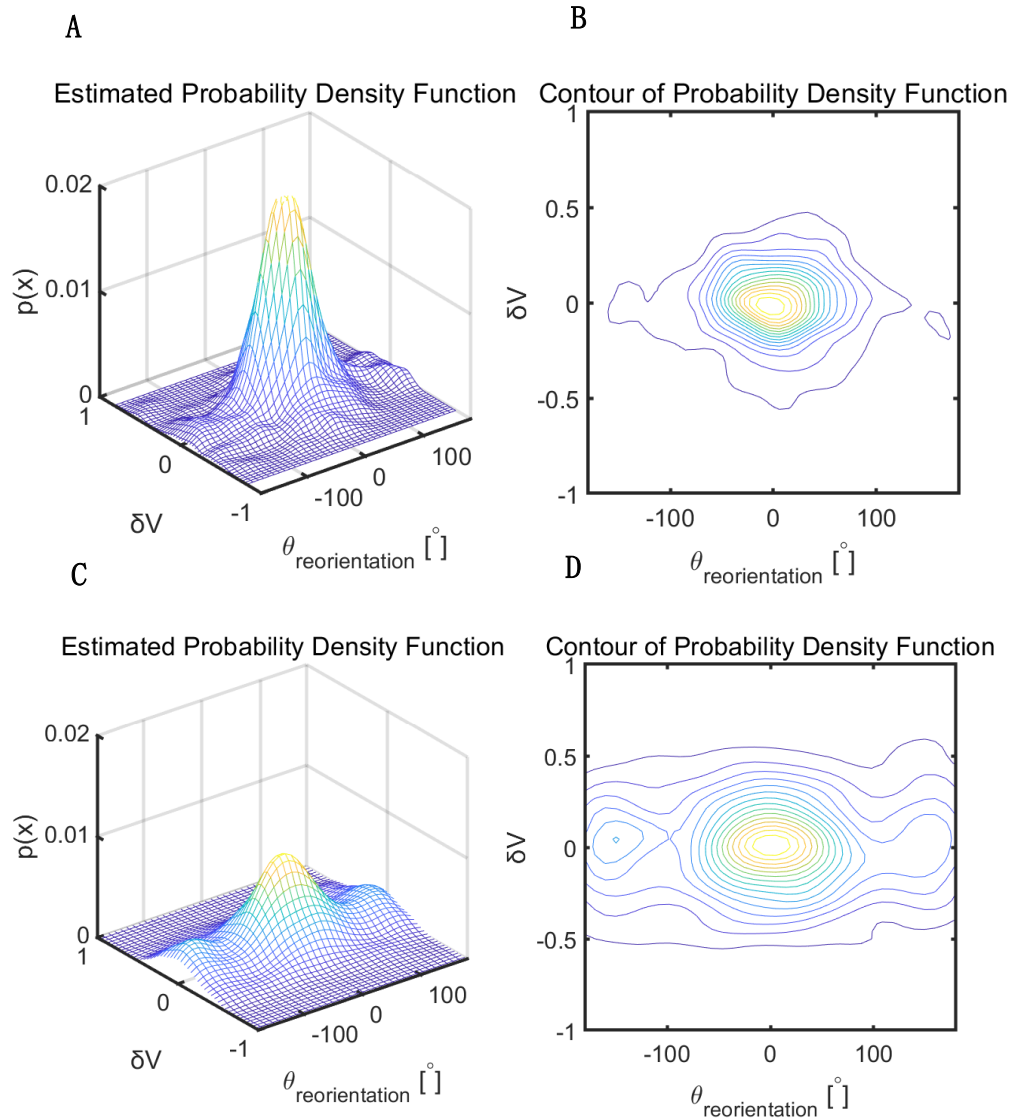 A
B
Estimated Probability Density Function
Contour of Probability Density Function
0.02
0.01
0
p(x)
1
0
-1
δV
-100
0
100
θreorientation [°]
1
0.5
0
-0.5
-1
δV
-100
0
100
θreorientation [°]
C
D
Estimated Probability Density Function
Contour of Probability Density Function
0.02
0.01
0
p(x)
1
0
-1
δV
-100
0
100
θreorientation [°]
1
0.5
0
-0.5
-1
δV
-100
0
100
θreorientation [°]